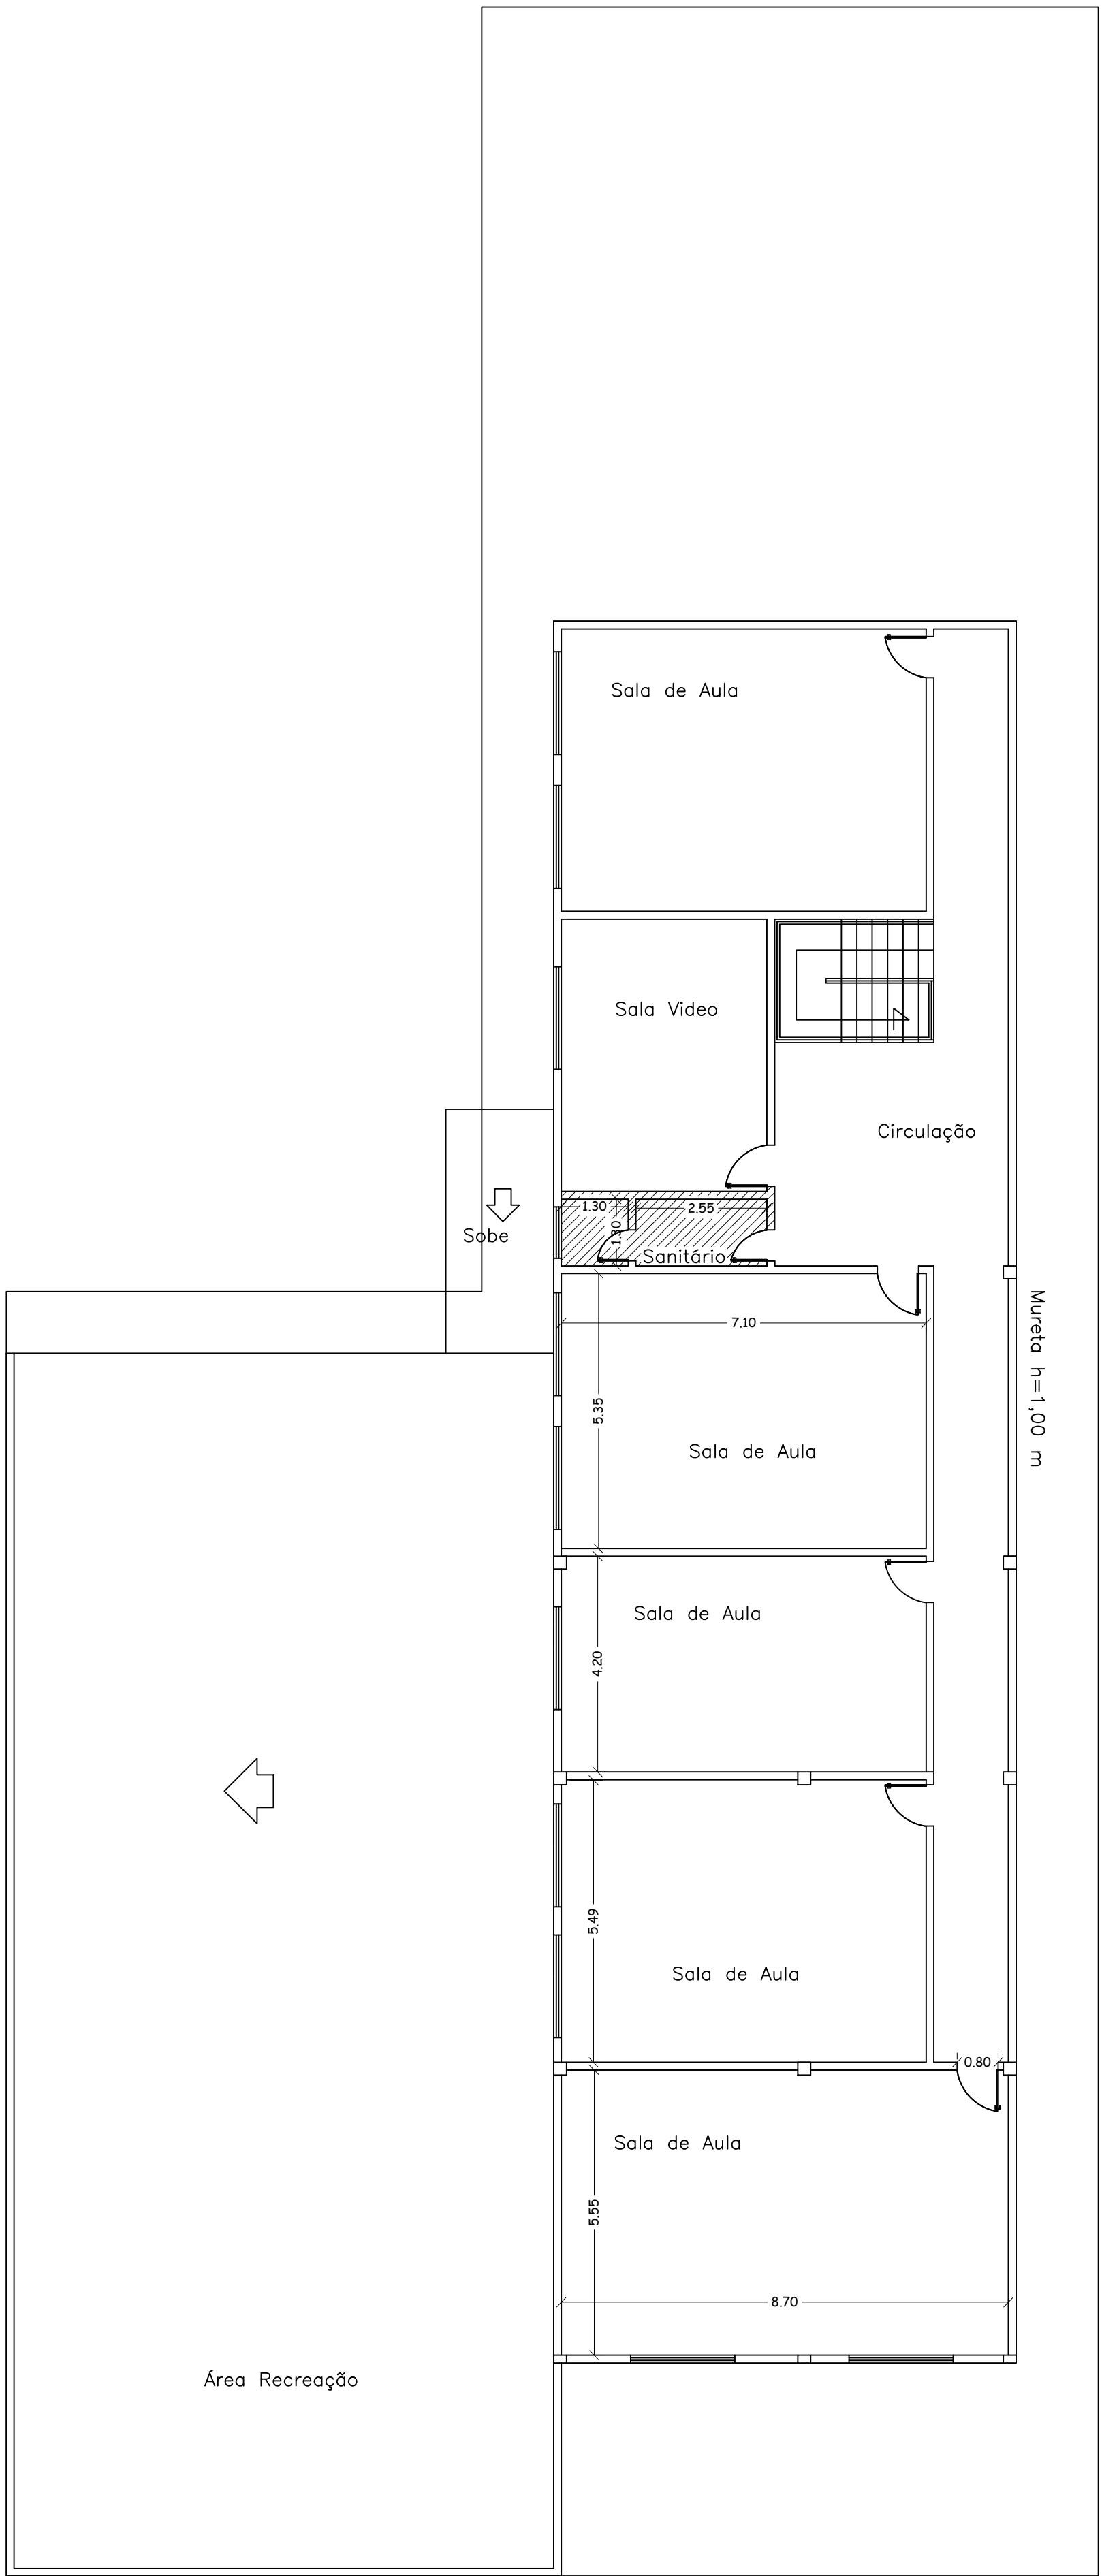 Sala de Aula
Sala Video
Circulação
1.30
2.55
1.30
Sobe
Sanitário
Mureta h=1,00 m
7.10
5.35
Sala de Aula
Sala de Aula
4.20
5.49
Sala de Aula
0.80
Sala de Aula
5.55
8.70
Área Recreação